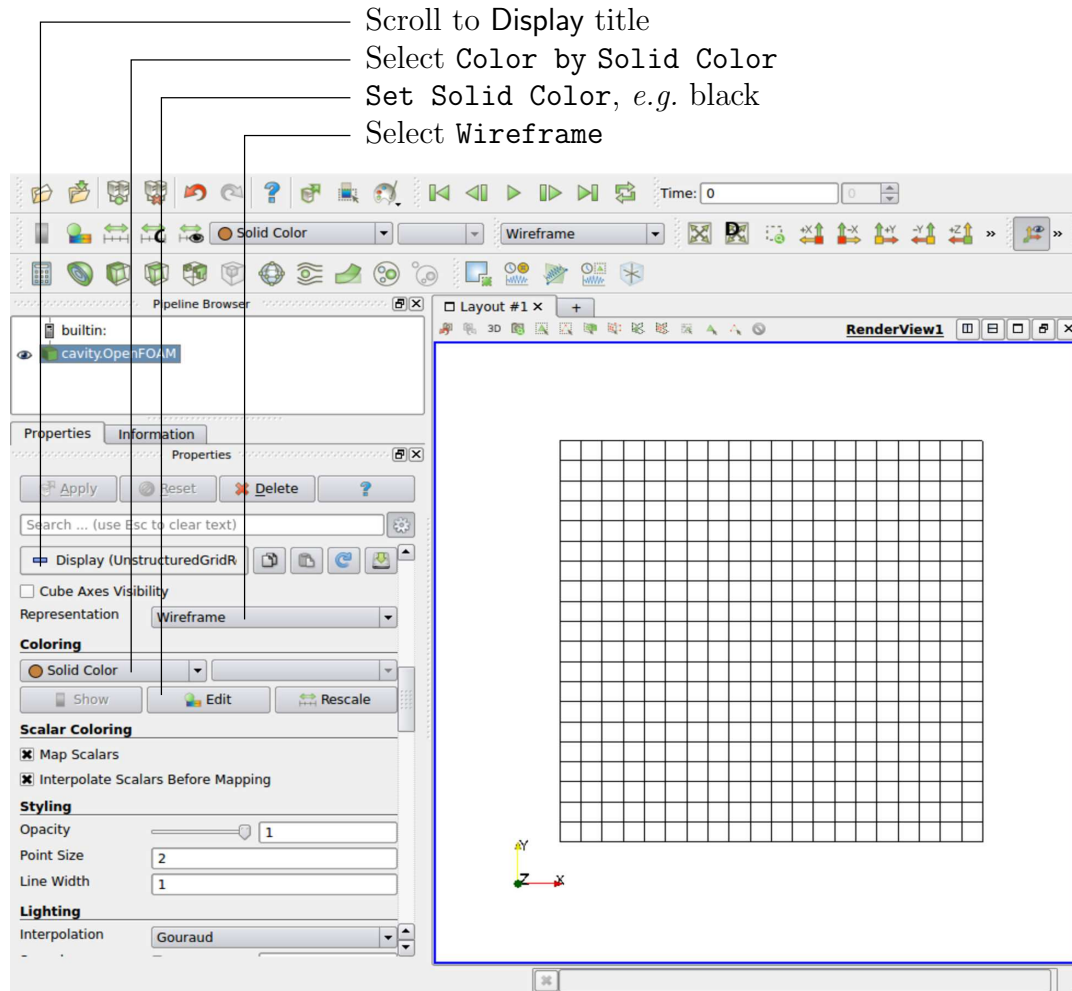 Scroll to Display title
Select Color by Solid Color
Set Solid Color, e.g. black
Select Wireframe
Time: 0 0
Solid Color Wireframe D +X -X +Y -Y +Z » »
Pipeline Browser
builtin:
cavity.OpenFOAM
Layout #1 × +
3D RenderView1
Properties Information
Properties
Apply Reset Delete ?
Search ... (use Esc to clear text)
Display (UnstructuredGridR
Cube Axes Visibility
Representation Wireframe
Coloring
Solid Color
Show Edit Rescale
Scalar Coloring
Map Scalars
Interpolate Scalars Before Mapping
Styling
Opacity 1
Point Size 2
Line Width 1
Lighting
Interpolation Gouraud
Y
Z X